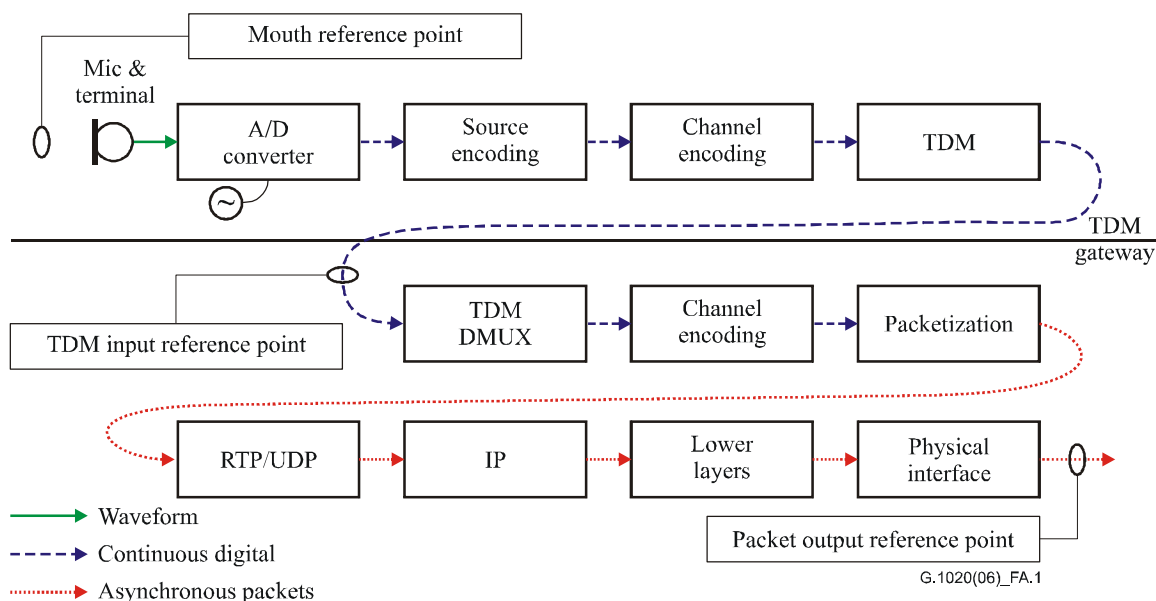 Mouth reference point
Mic &
terminal
A/D
converter
Source
encoding
Channel
encoding
TDM
~
TDM
gateway
TDM
DMUX
Channel
encoding
Packetization
TDM input reference point
RTP/UDP
IP
Lower
layers
Physical
interface
Waveform
Continuous digital
Asynchronous packets
Packet output reference point
G.1020(06)_FA.1